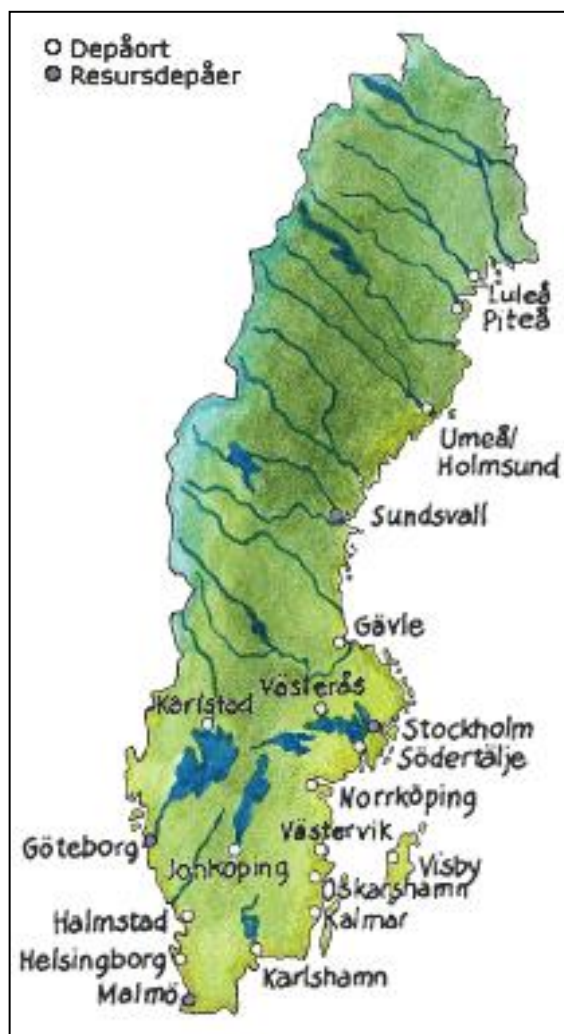 Depåort
Resursdepåer
Luleå
Piteå
Umeå/
Holmsund
Sundsvall
Gävle
Västerås
Karlstad
Stockholm
Södertälje
Norrköping
Göteborg
Västervik
Jönköping
Visby
Oskarshamn
Halmstad
Kalmar
Helsingborg
Karlshamn
Malmö